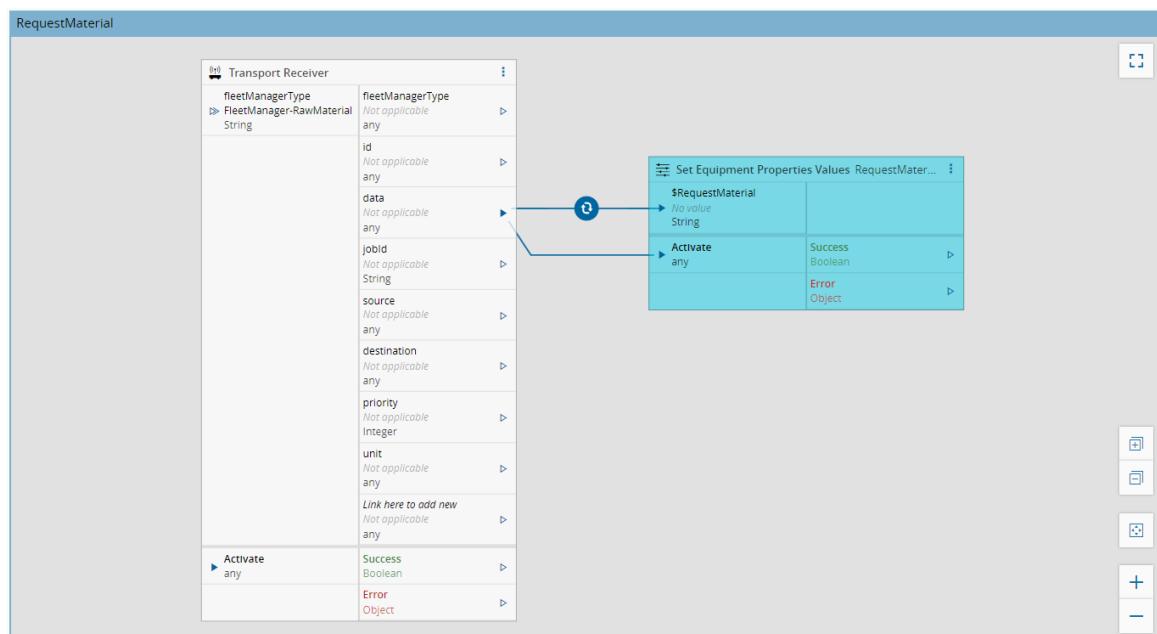 RequestMaterial
Transport Receiver
fleetManagerType
FleetManager-RawMaterial
String
fleetManagerType
Not applicable
any
id
Not applicable
any
data
Not applicable
any
jobId
Not applicable
String
source
Not applicable
any
destination
Not applicable
any
priority
Not applicable
Integer
unit
Not applicable
any
Link here to add new
Not applicable
any
Activate
any
Success
Boolean
Error
Object
Set Equipment Properties Values RequestMater...
$RequestMaterial
No value
String
Activate
any
Success
Boolean
Error
Object